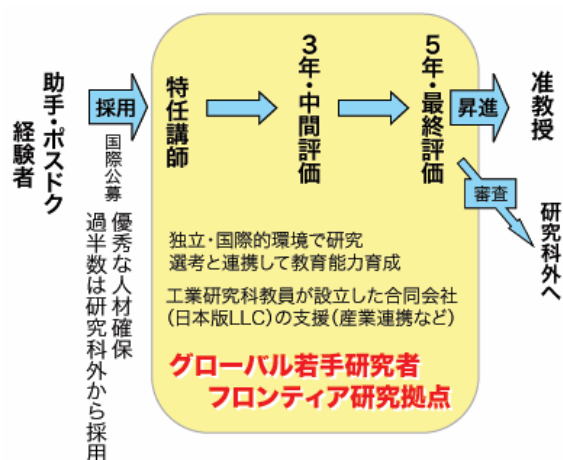 助手・ポスドク
経験者
採用
国際公募
優秀な人材確保
過半数は研究科外から採用
特任講師
3年・中間評価
5年・最終評価
昇進
准教授
審査
研究科外へ
独立・国際的環境で研究
選考と連携して教育能力育成
工業研究科教員が設立した合同会社
(日本版LLC)の支援(産業連携など)
グローバル若手研究者
フロンティア研究拠点